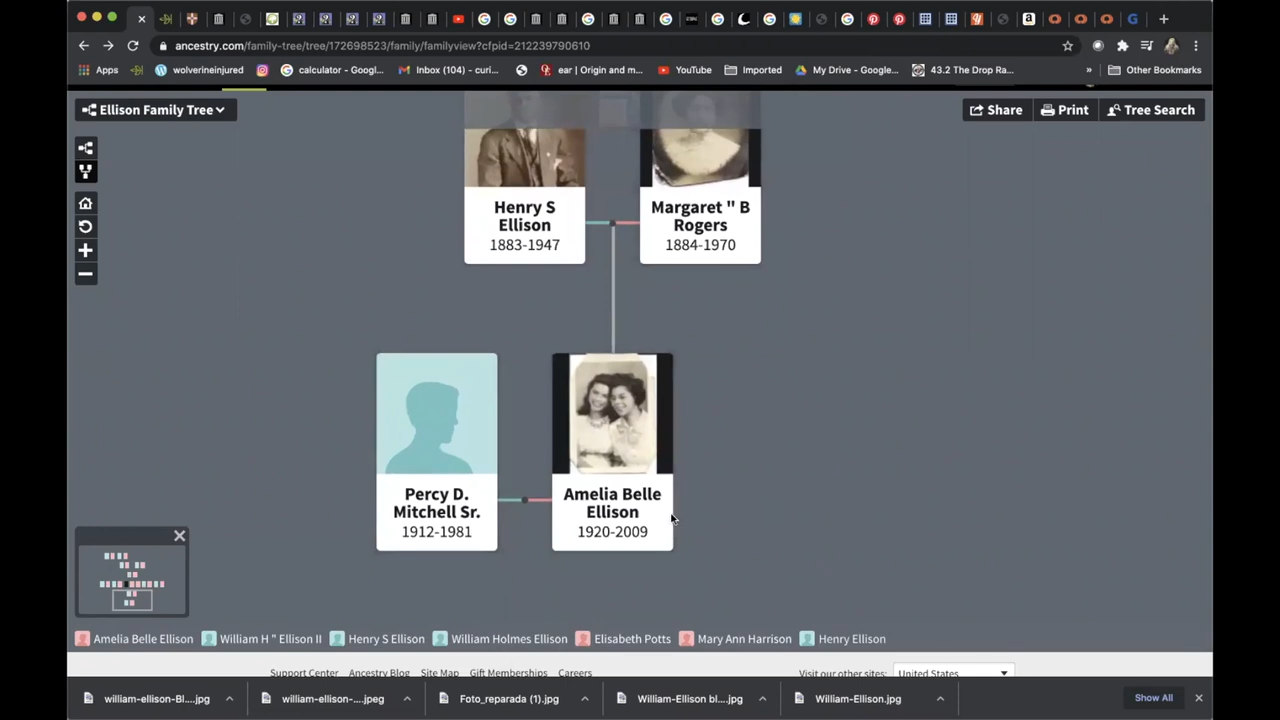 ancestry.com/family-tree/tree/172698523/family/familyview?cfpid=212239790610
Apps
wolverineinjured
calculator - Googl...
Inbox (104) - curi...
ear | Origin and m...
YouTube
Imported
My Drive - Google...
43.2 The Drop Ra...
»
Other Bookmarks
Ellison Family Tree
Share
Print
Tree Search
Henry S
Ellison
1883-1947
Margaret " B
Rogers
1884-1970
Percy D.
Mitchell Sr.
1912-1981
Amelia Belle
Ellison
1920-2009
Amelia Belle Ellison
William H " Ellison II
Henry S Ellison
William Holmes Ellison
Elisabeth Potts
Mary Ann Harrison
Henry Ellison
Support Center
Ancestry Blog
Site Map
Gift Memberships
Careers
Visit our other sites:
United States
william-ellison-Bl....jpg
william-ellison-....jpeg
Foto_reparada (1).jpg
William-Ellison bl....jpg
William-Ellison.jpg
Show All